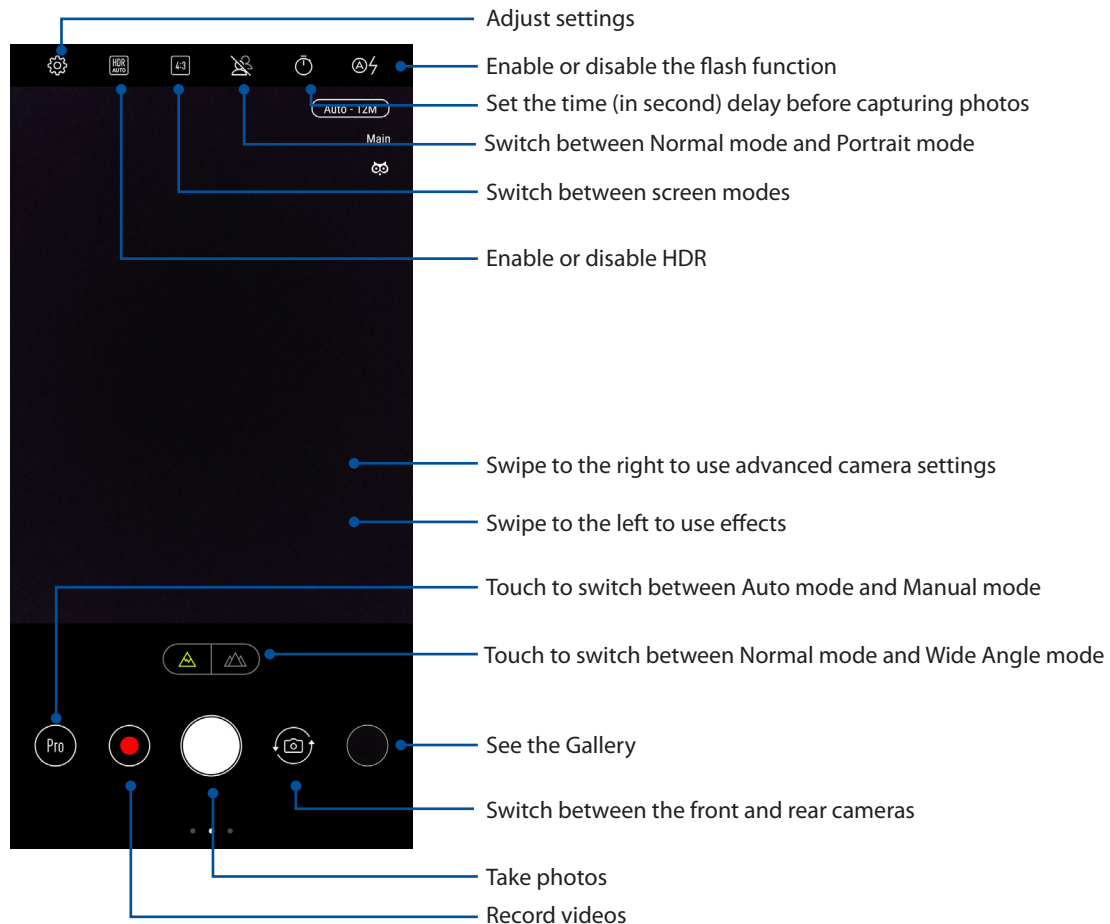 Adjust settings
HDR
AUTO
4:3
A
Enable or disable the flash function
Set the time (in second) delay before capturing photos
Auto - 12M
Main
Switch between Normal mode and Portrait mode
Switch between screen modes
Enable or disable HDR
Swipe to the right to use advanced camera settings
Swipe to the left to use effects
Touch to switch between Auto mode and Manual mode
Touch to switch between Normal mode and Wide Angle mode
Pro
See the Gallery
Switch between the front and rear cameras
Take photos
Record videos